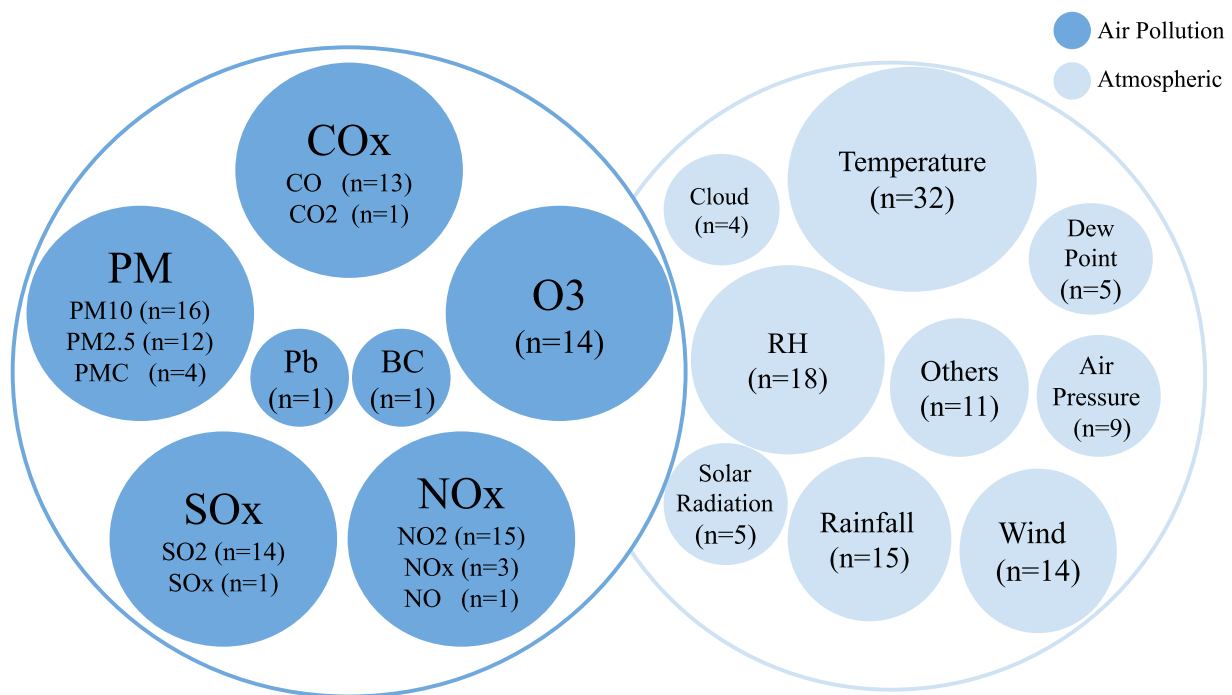 Air Pollution
Atmospheric
COx
CO (n=13)
CO2 (n=1)
PM
PM10 (n=16)
PM2.5 (n=12)
PMC (n=4)
O3
(n=14)
Pb
(n=1)
BC
(n=1)
SOx
SO2 (n=14)
SOx (n=1)
NOx
NO2 (n=15)
NOx (n=3)
NO (n=1)
Temperature
(n=32)
Cloud
(n=4)
Dew
Point
(n=5)
RH
(n=18)
Others
(n=11)
Air
Pressure
(n=9)
Solar
Radiation
(n=5)
Rainfall
(n=15)
Wind
(n=14)